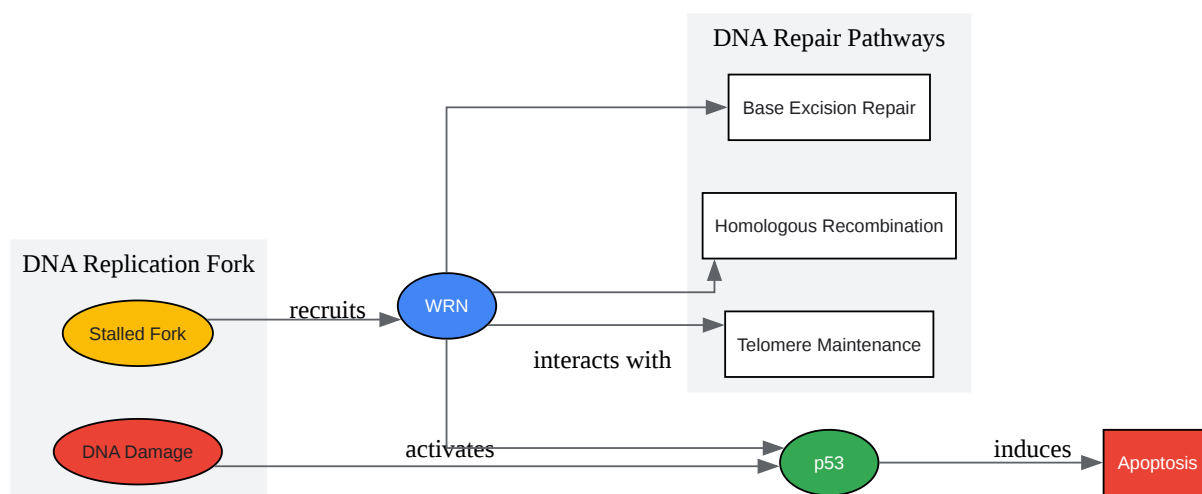 DNA Repair Pathways
Base Excision Repair
Homologous Recombination
DNA Replication Fork
recruits
WRN
Stalled Fork
Telomere Maintenance
interacts with
DNA Damage
activates
p53
induces
Apoptosis